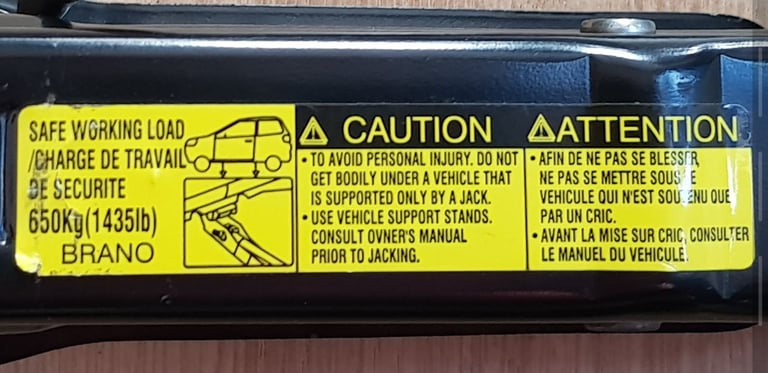 SAFE WORKING LOAD
/CHARGE DE TRAVAIL
DE SECURITE
650Kg(1435lb)
BRANO
CAUTION
• TO AVOID PERSONAL INJURY. DO NOT
GET BODILY UNDER A VEHICLE THAT
IS SUPPORTED ONLY BY A JACK.
• USE VEHICLE SUPPORT STANDS.
CONSULT OVNER'S MANUAL
PRIOR TO JACKING.
ATTENTION
• AFIN DE NE PAS SE BLESSER,
NE PAS SE METTRE SOUS LE
VEHICULE QUI N'EST SOUTENU QUE
PAR UN CRIC.
• AVANT LA MISE SUR CRIC, CONSULTER
LE MANUEL DU VEHICULE.